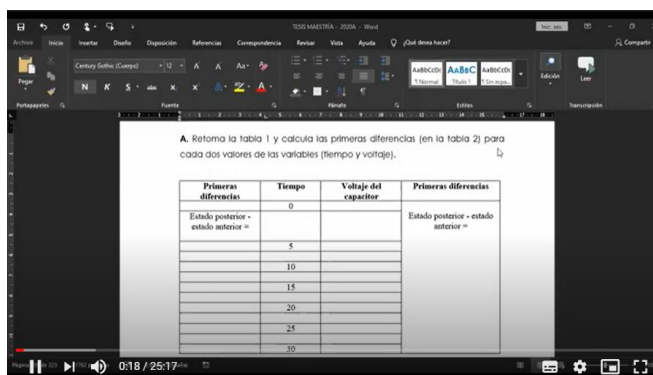 TESIS MAESTRÍA - 2020A - Word
Archivo Inicio Insertar Diseño Disposición Referencias Correspondencia Revisar Vista Ayuda ¿Qué desea hacer? Compartir
Century Gothic (Cuerpo) 12
Pegar
N K S abc
AaBbCcDc AaBbC AaBbCcDc
¶ Normal Título 1
Edición
Leer
Portapapeles Fuente Párrafo Estilos Transcripción
A. Retoma la tabla 1 y calcula las primeras diferencias (en la tabla 2) para
cada dos valores de las variables (tiempo y voltaje).
Primeras diferencias Tiempo Voltaje del capacitor Primeras diferencias
0
Estado posterior - estado anterior = Estado posterior - estado anterior =
5
10
15
20
25
30
0:18 / 25:17